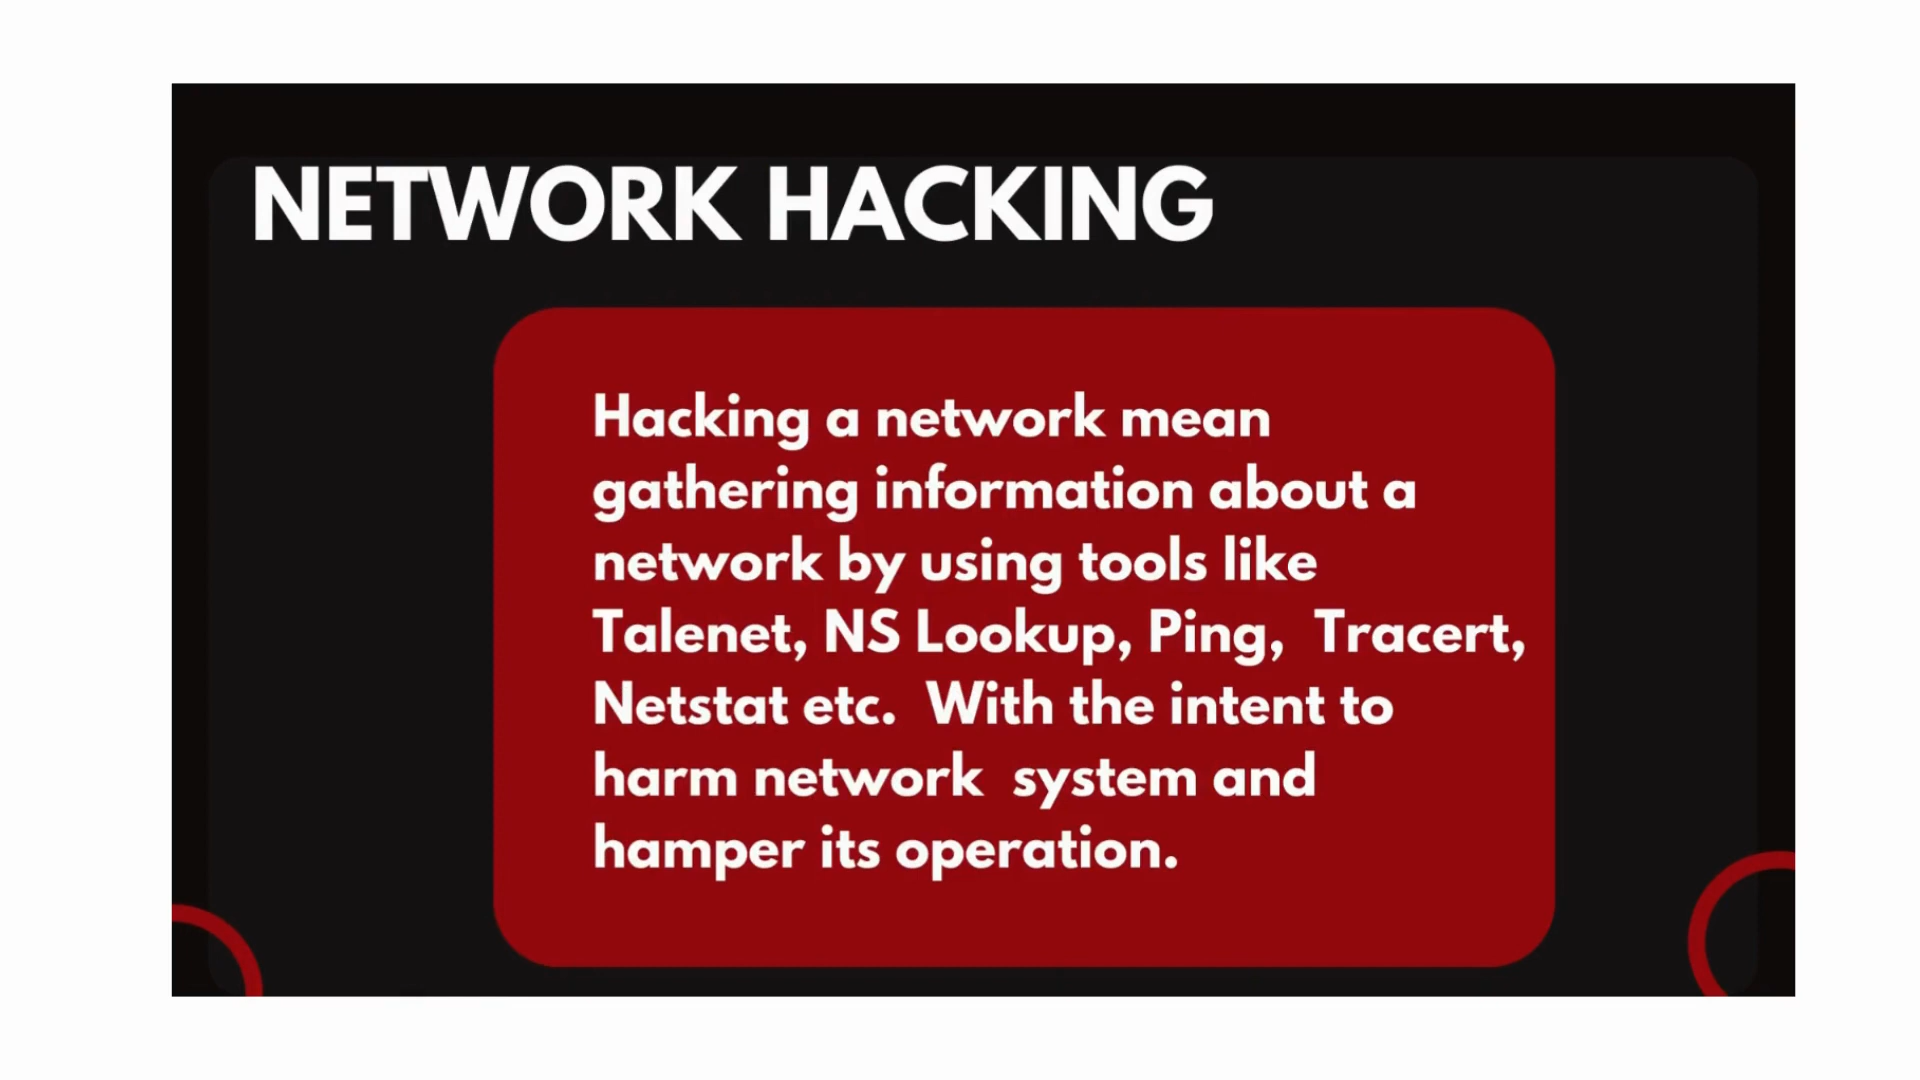 NETWORK HACKING
Hacking a network mean
gathering information about a
network by using tools like
Talenet, NS Lookup, Ping,  Tracert,
Netstat etc.  With the intent to
harm network  system and
hamper its operation.